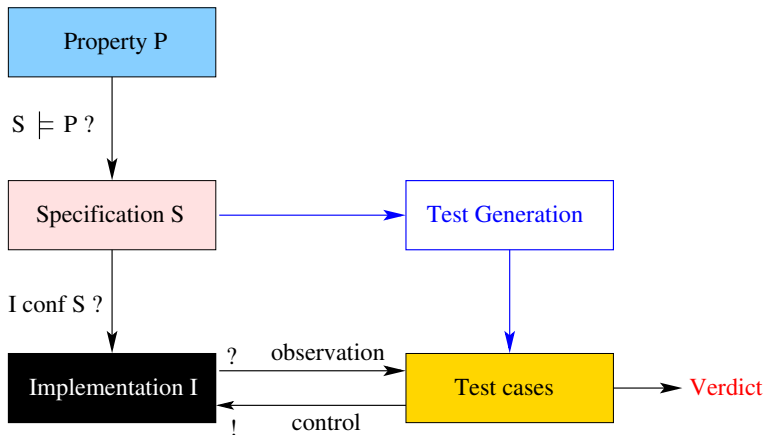 Property P
S ⊨ P ?
Specification S
Test Generation
I conf S ?
? observation
Implementation I
Test cases
Verdict
! control